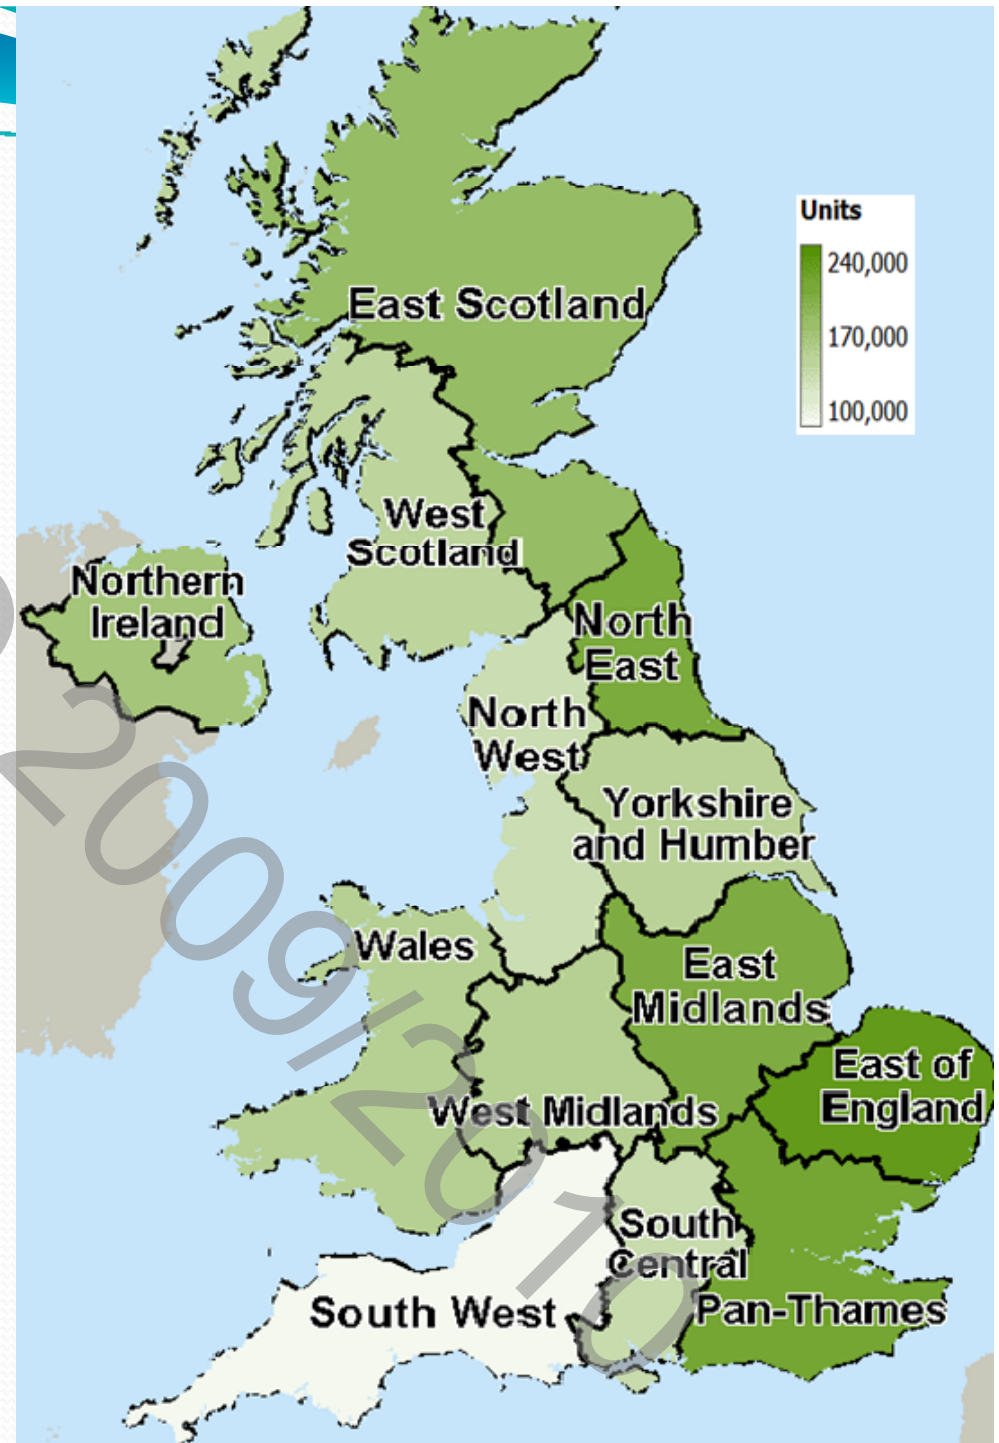 Units
240,000
170,000
100,000
East Scotland
West
Scotland
Northern
Ireland
North
East
North
West
Yorkshire
and Humber
Wales
East
Midlands
East of
England
West Midlands
South
Central
South West
Pan-Thames
2009/2010